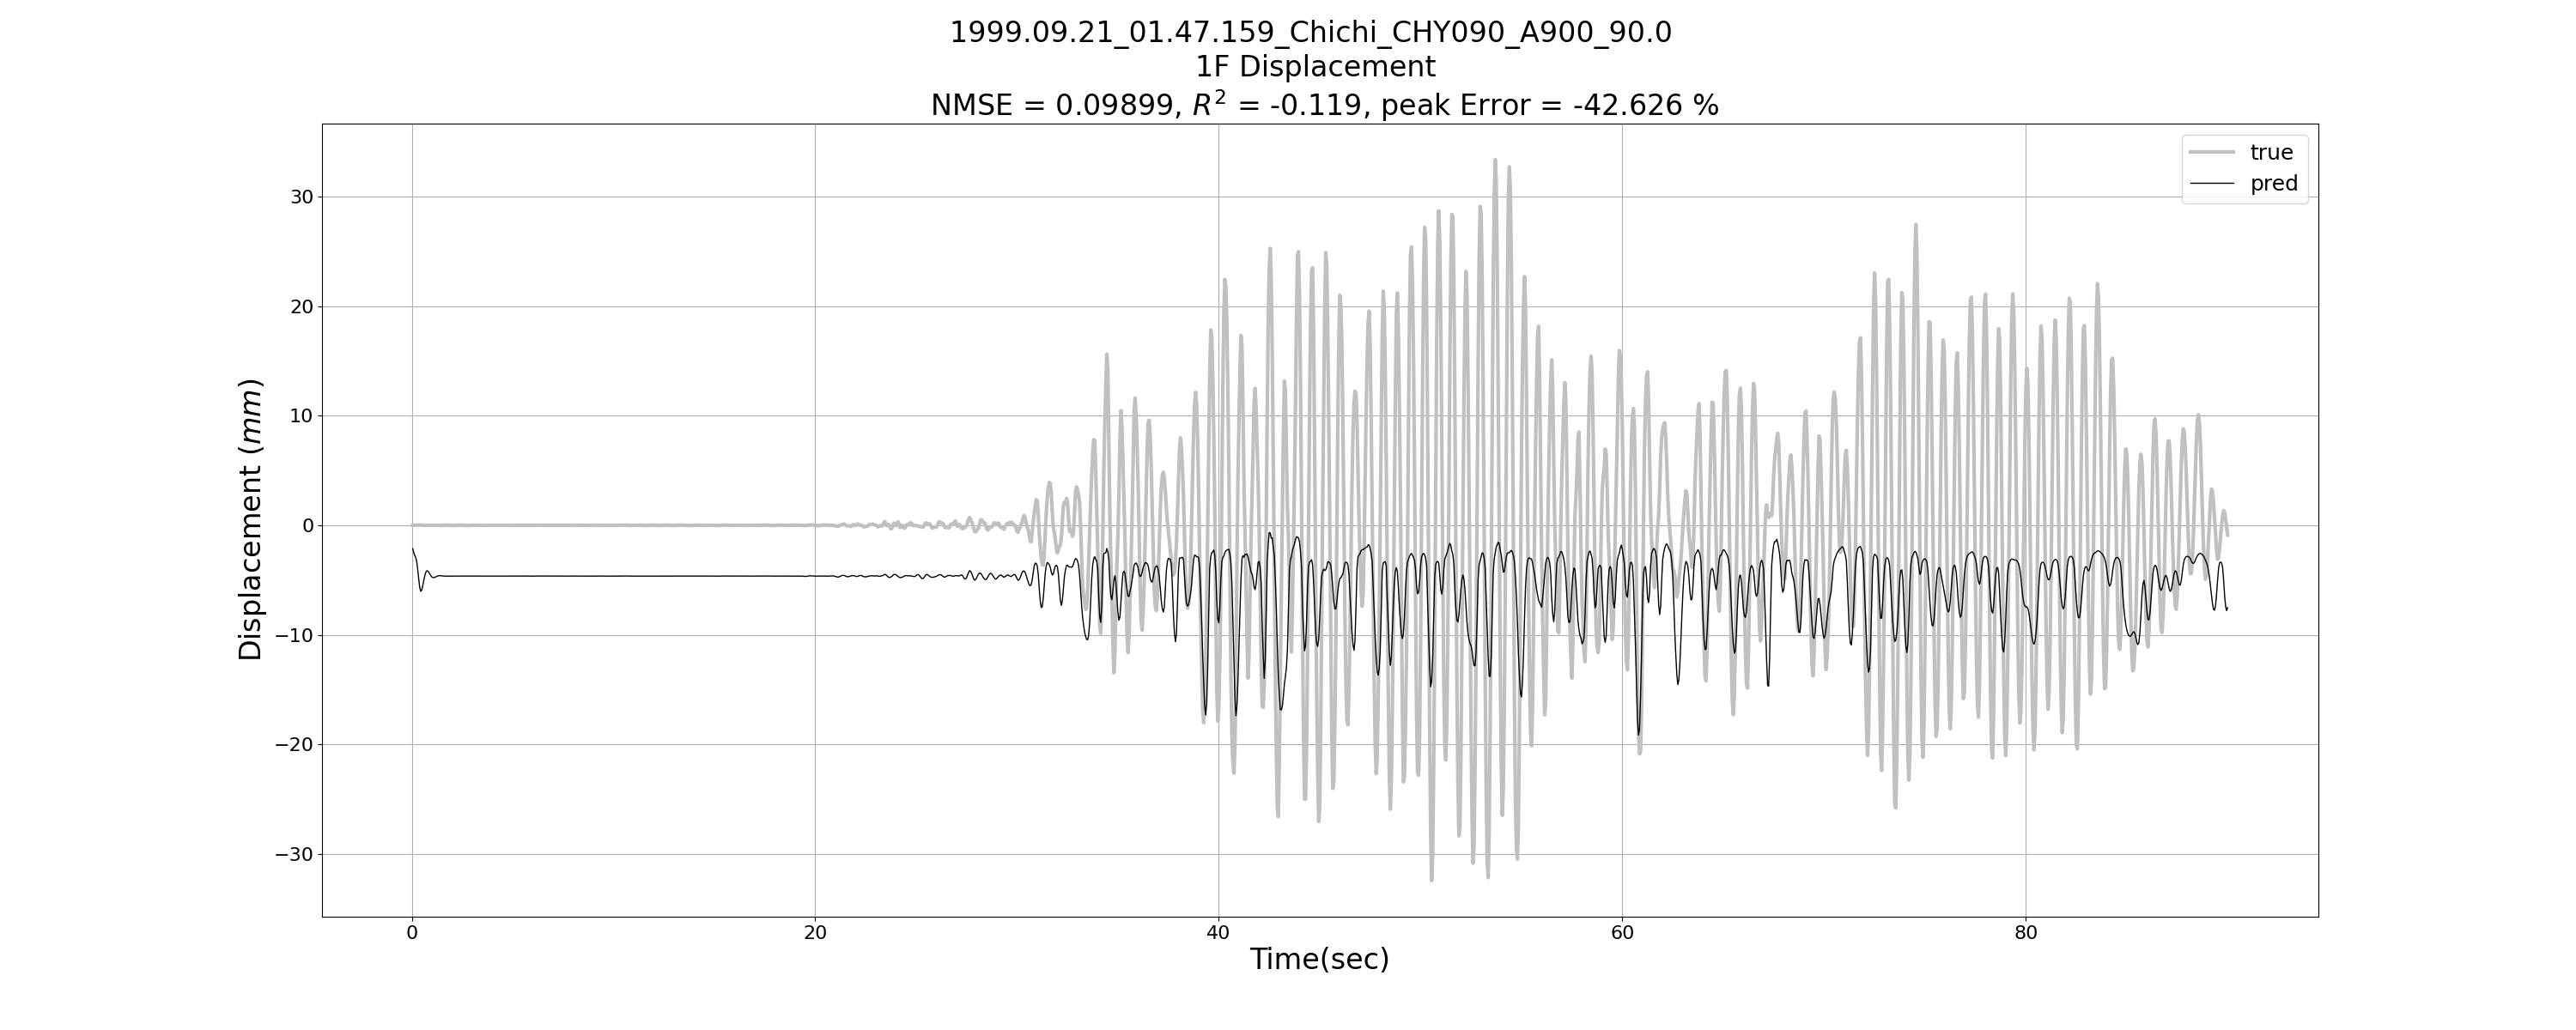 1999.09.21_01.47.159_Chichi_CHY090_A900_90.0
1F Displacement
NMSE = 0.09899, R² = -0.119, peak Error = -42.626 %
true
pred
Displacement (mm)
30
20
10
0
−10
−20
−30
0 20 40 60 80
Time(sec)